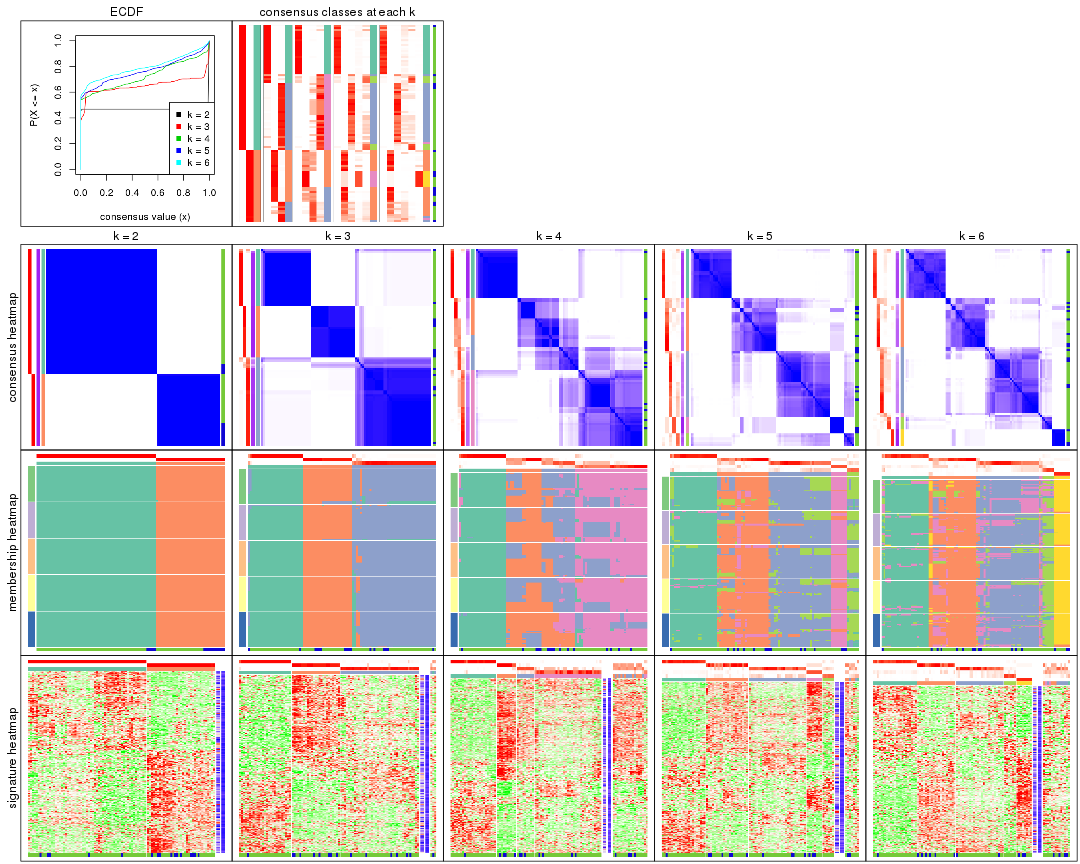 ECDF
consensus classes at each k
P(X <= x)
0.0
0.2
0.4
0.6
0.8
1.0
k = 2
k = 3
k = 4
k = 5
k = 6
0.0 0.2 0.4 0.6 0.8 1.0
consensus value (x)
k = 2
k = 3
k = 4
k = 5
k = 6
consensus heatmap
membership heatmap
signature heatmap